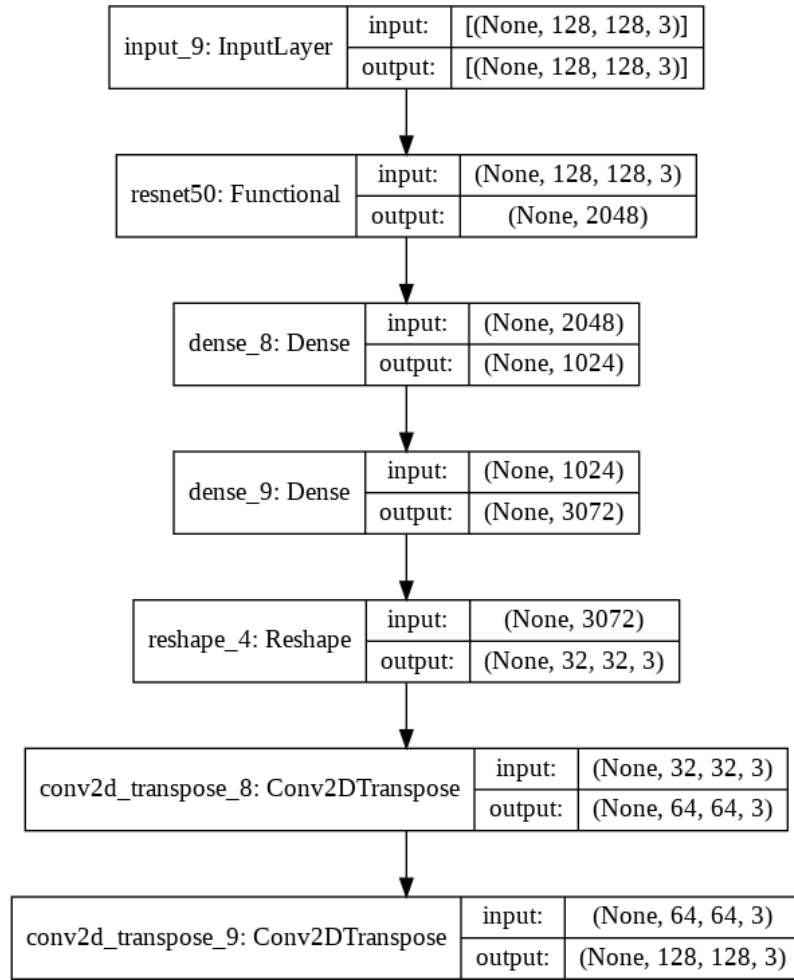 input_9: InputLayer
input: [(None, 128, 128, 3)]
output: [(None, 128, 128, 3)]
resnet50: Functional
input: (None, 128, 128, 3)
output: (None, 2048)
dense_8: Dense
input: (None, 2048)
output: (None, 1024)
dense_9: Dense
input: (None, 1024)
output: (None, 3072)
reshape_4: Reshape
input: (None, 3072)
output: (None, 32, 32, 3)
conv2d_transpose_8: Conv2DTranspose
input: (None, 32, 32, 3)
output: (None, 64, 64, 3)
conv2d_transpose_9: Conv2DTranspose
input: (None, 64, 64, 3)
output: (None, 128, 128, 3)